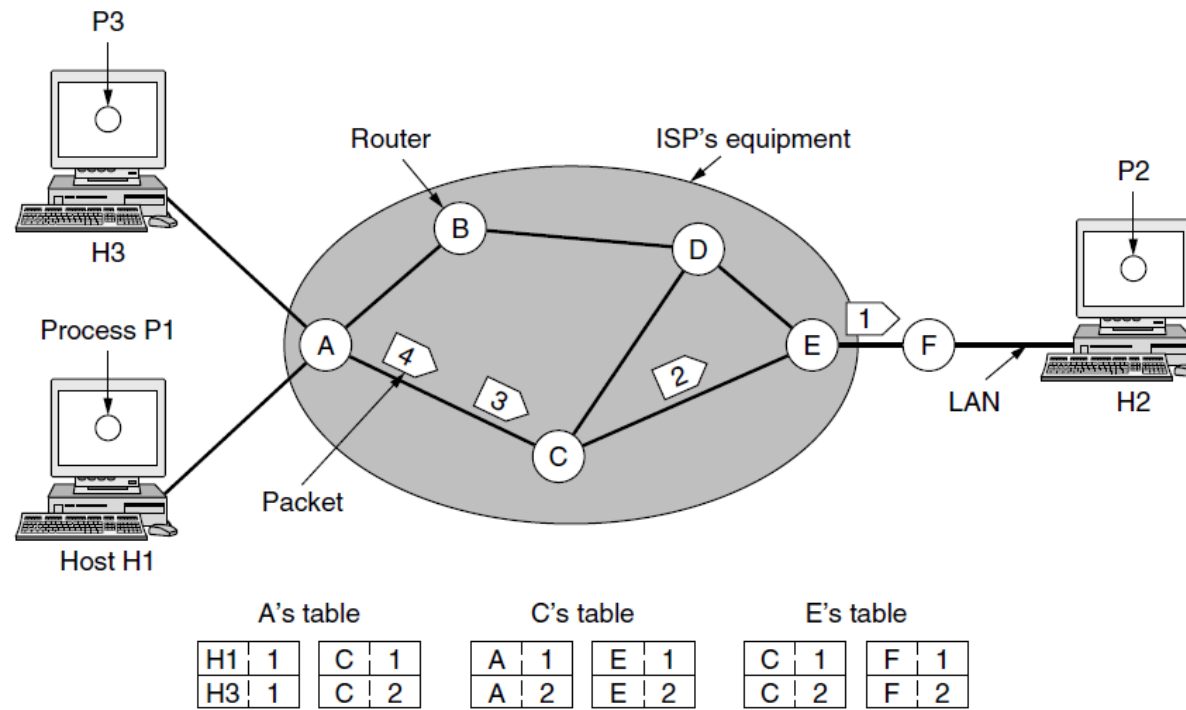 P3
Router
ISP's equipment
P2
B
D
H3
Process P1
A
4
3
2
1
E
F
C
LAN
H2
Packet
Host H1
A's table
C's table
E's table
H1 1 C 1 A 1 E 1 C 1 F 1
H3 1 C 2 A 2 E 2 C 2 F 2